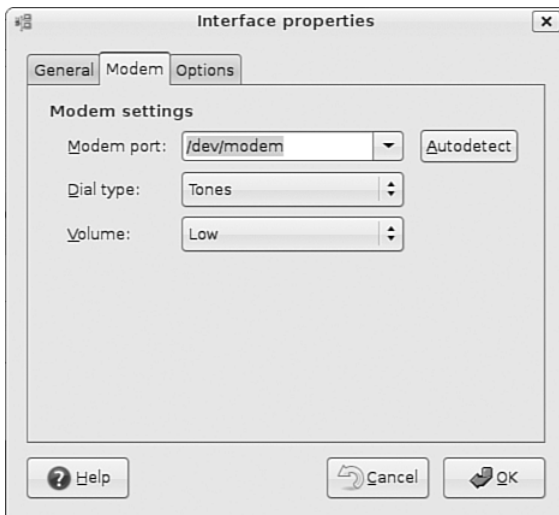 Interface properties
General Modem Options
Modem settings
Modem port: /dev/modem Autodetect
Dial type: Tones
Volume: Low
Help Cancel OK